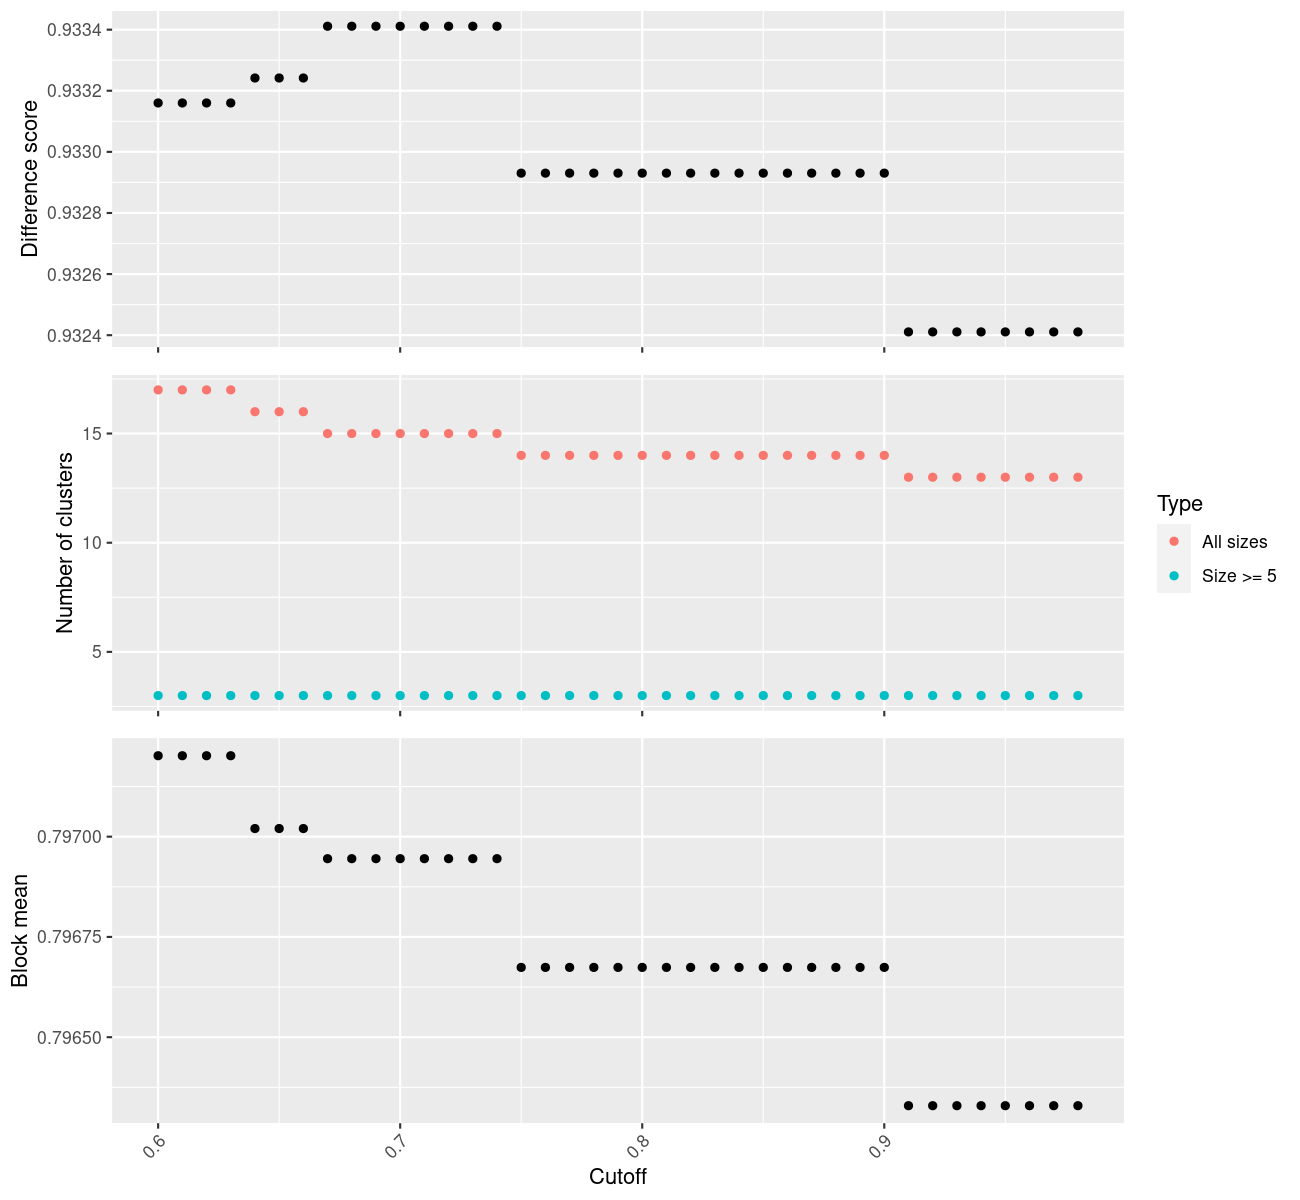 Difference score
0.9334
0.9332
0.9330
0.9328
0.9326
0.9324
Number of clusters
15
10
5
Type
All sizes
Size >= 5
Block mean
0.79700
0.79675
0.79650
0.6
0.7
0.8
0.9
Cutoff